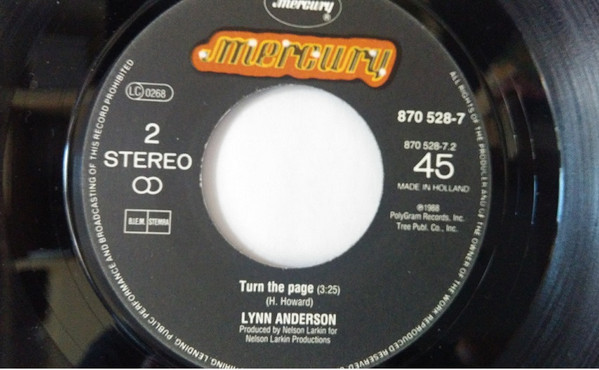 mercury
®
mercury
LC 0268
2
STEREO
B.I.E.M. STEMRA
870 528-7
870 528-7.2
45
MADE IN HOLLAND
℗1988
PolyGram Records, Inc.
Tree Publ. Co., Inc.
Turn the page (3:25)
(H. Howard)
LYNN ANDERSON
Produced by Nelson Larkin for
Nelson Larkin Productions
ALL RIGHTS OF THE PRODUCER AND OF THE OWNER OF THE WORK REPRODUCED RESERVED
LENDING PUBLIC PERFORMANCE AND BROADCASTING OF THIS RECORD PROHIBITED